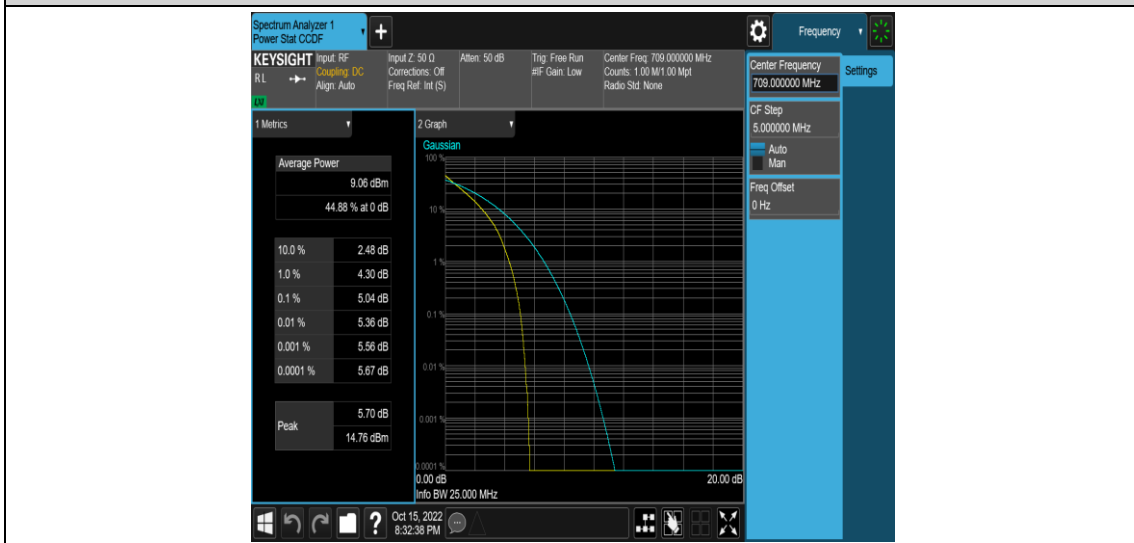 Spectrum Analyzer 1
Power Stat CCDF
+
Frequency
KEYSIGHT
RL
LXI
Input: RF
Coupling: DC
Align: Auto
Input Z: 50 Ω
Corrections: Off
Freq Ref: Int (S)
Atten: 50 dB
Trig: Free Run
#IF Gain: Low
Center Freq: 709.000000 MHz
Counts: 1.00 M/1.00 Mpt
Radio Std: None
Center Frequency
709.000000 MHz
Settings
CF Step
5.000000 MHz
Auto
Man
Freq Offset
0 Hz
1 Metrics
Average Power
9.06 dBm
44.88 % at 0 dB
10.0 % 2.48 dB
1.0 % 4.30 dB
0.1 % 5.04 dB
0.01 % 5.36 dB
0.001 % 5.56 dB
0.0001 % 5.67 dB
Peak 5.70 dB
14.76 dBm
2 Graph
Gaussian
100 %
10 %
1 %
0.1 %
0.01 %
0.001 %
0.0001 %
0.00 dB 20.00 dB
Info BW 25.000 MHz
?
Oct 15, 2022
8:32:38 PM